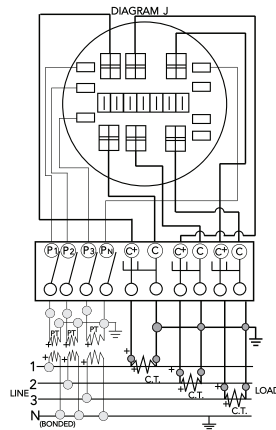 DIAGRAM J
P1 P2 P3 PN C+ C C+ C C+ C
PT PT PT
+ + +
+ + +
1
C.T.
2
LINE LOAD
C.T.
3
C.T.
N
(BONDED)